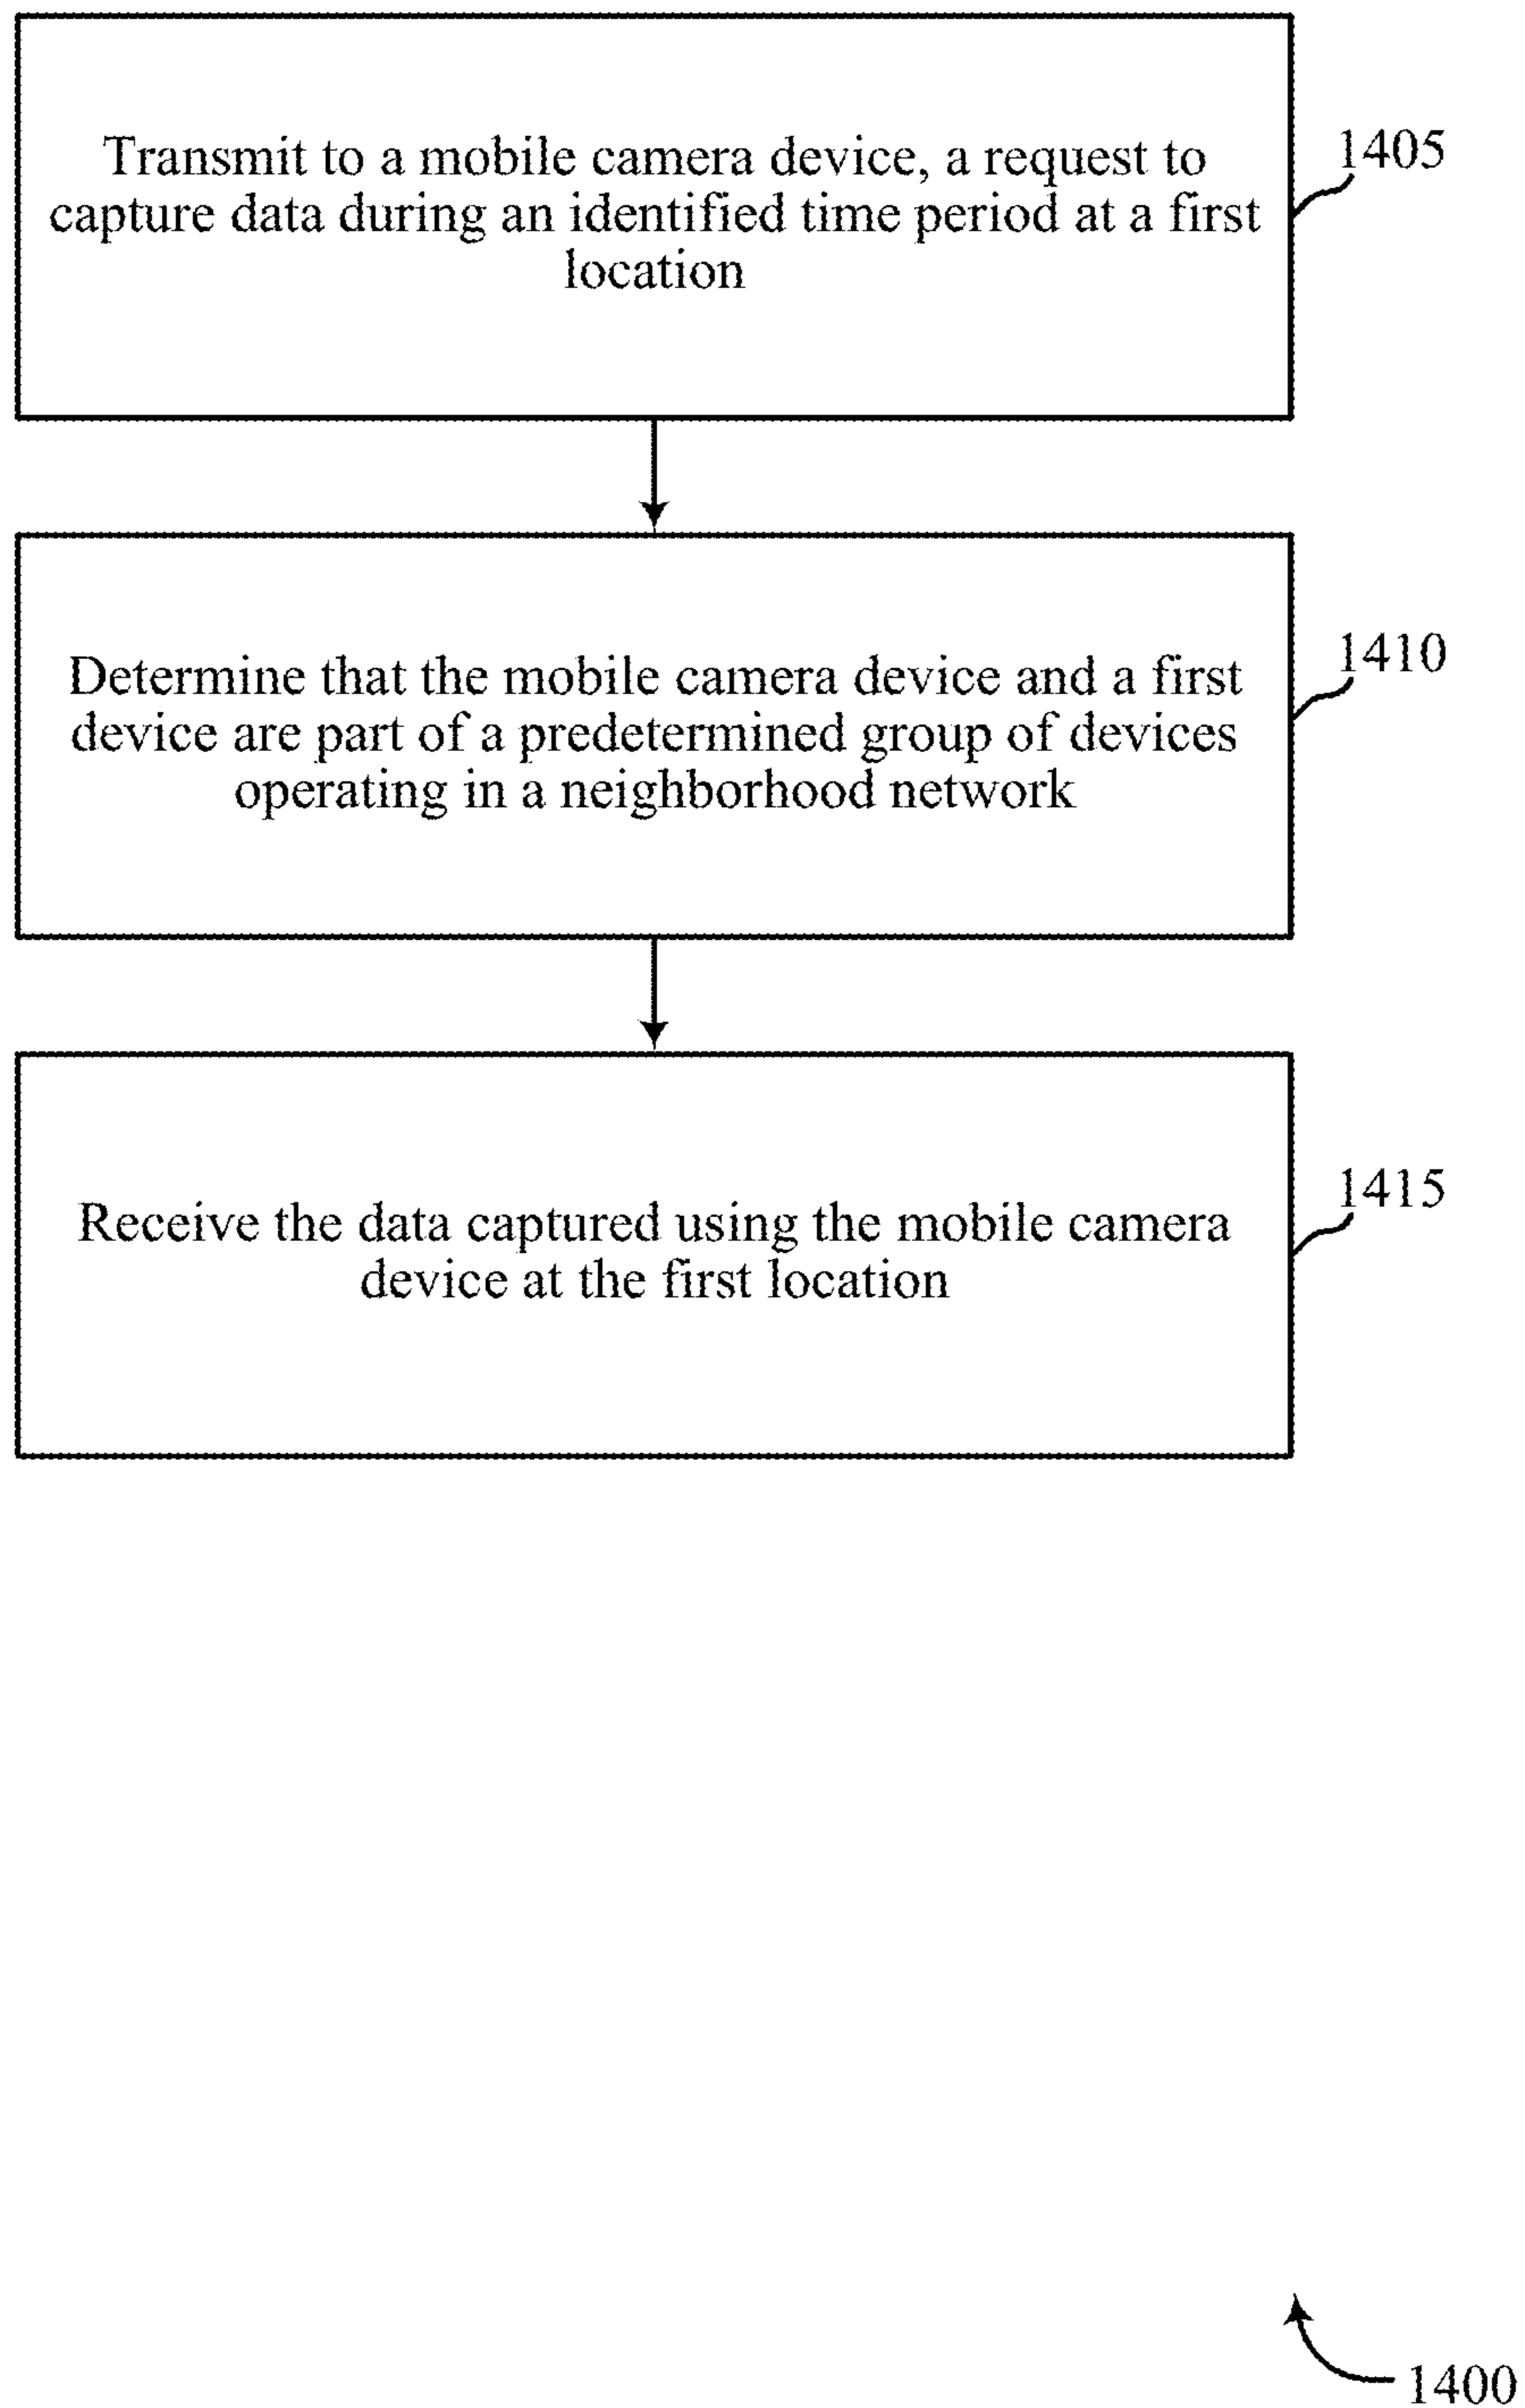 Transmit to a mobile camera device, a request to
capture data during an identified time period at a first
location
1405
Determine that the mobile camera device and a first
device are part of a predetermined group of devices
operating in a neighborhood network
1410
Receive the data captured using the mobile camera
device at the first location
1415
1400